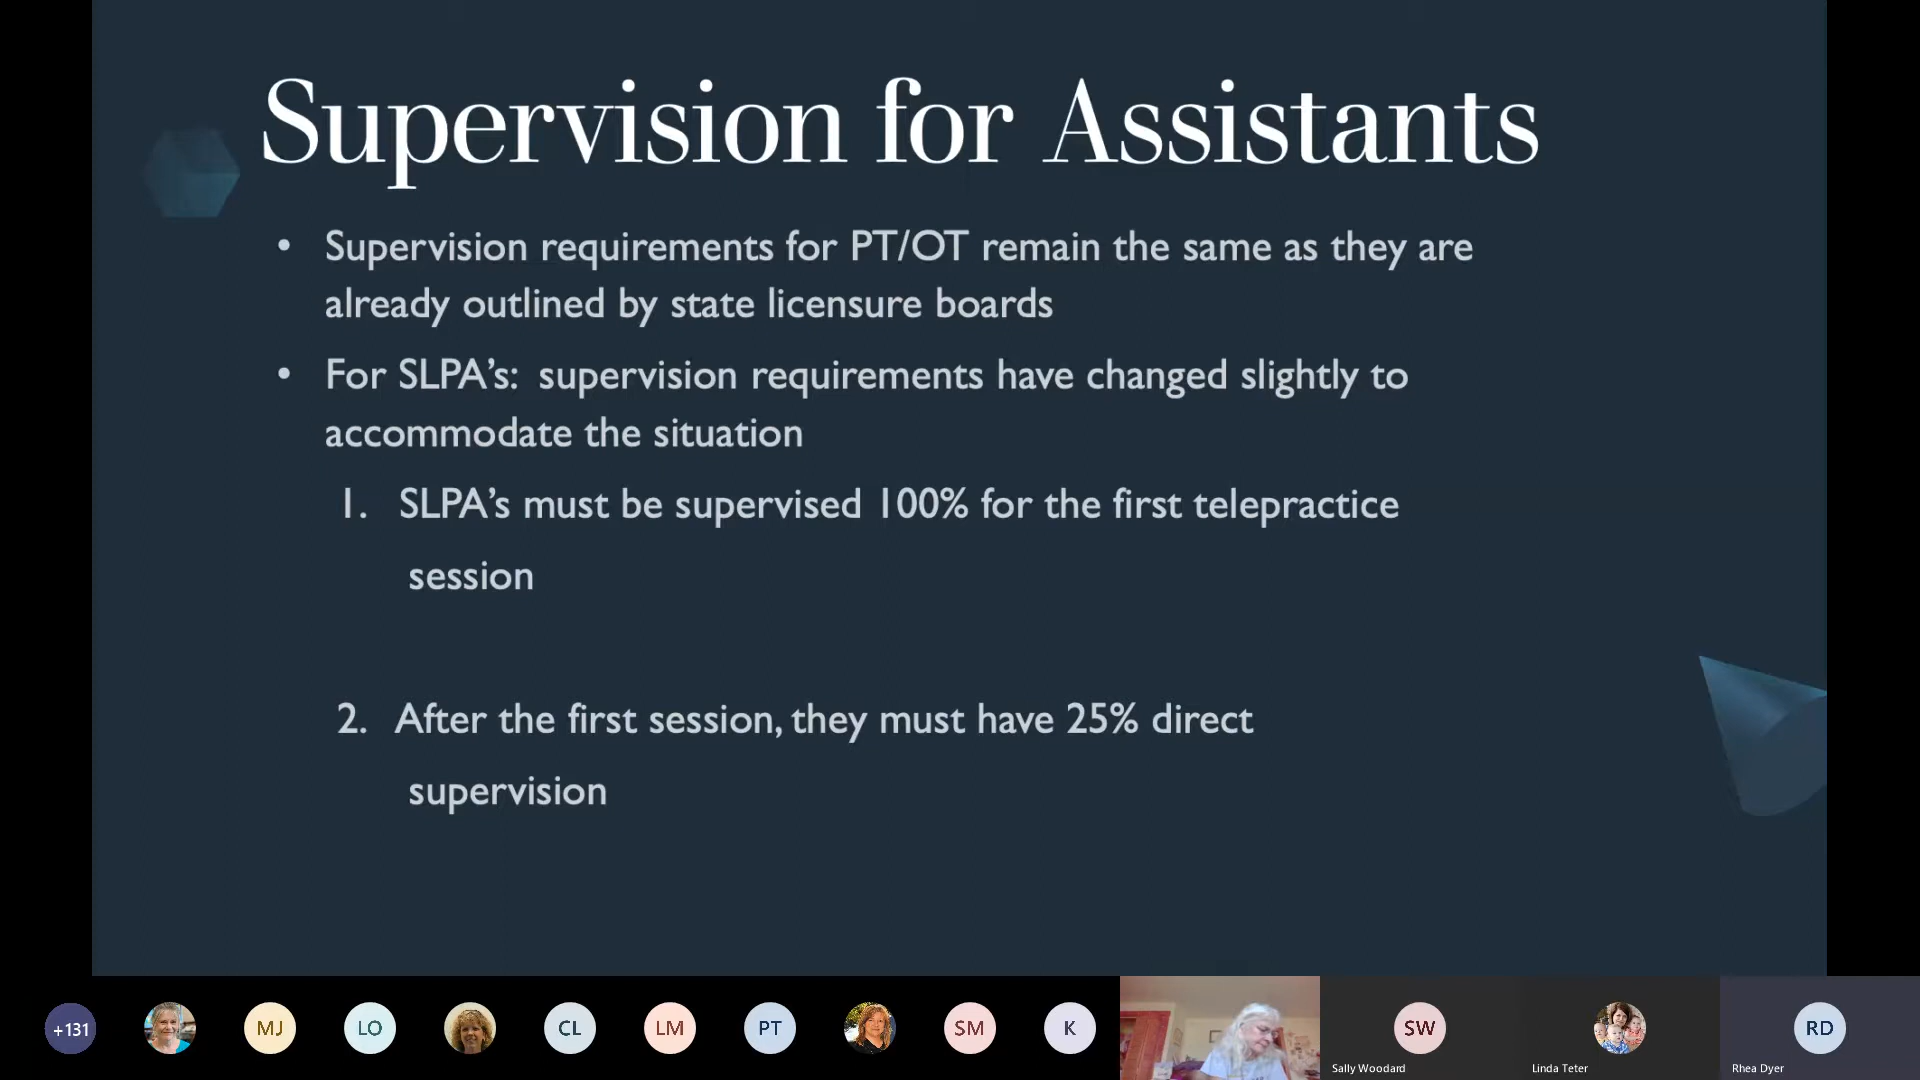 Supervision for Assistants
• Supervision requirements for PT/OT remain the same as they are
already outlined by state licensure boards
• For SLPA’s:  supervision requirements have changed slightly to
accommodate the situation
1. SLPA’s must be supervised 100% for the first telepractice
session
2. After the first session, they must have 25% direct
supervision
+131 MJ LO CL LM PT SM K SW RD
Sally Woodard Linda Teter Rhea Dyer